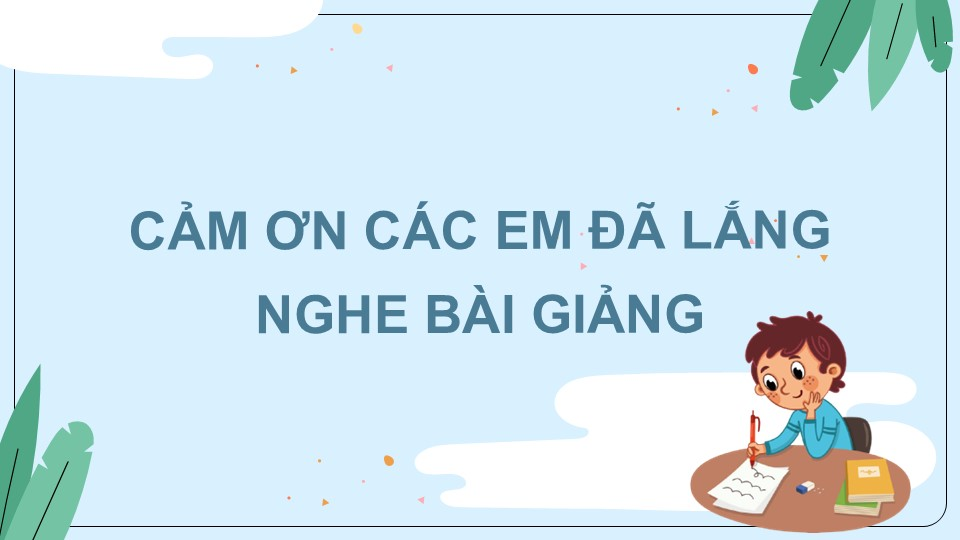 CẢM ƠN CÁC EM ĐÃ LẮNG
NGHE BÀI GIẢNG